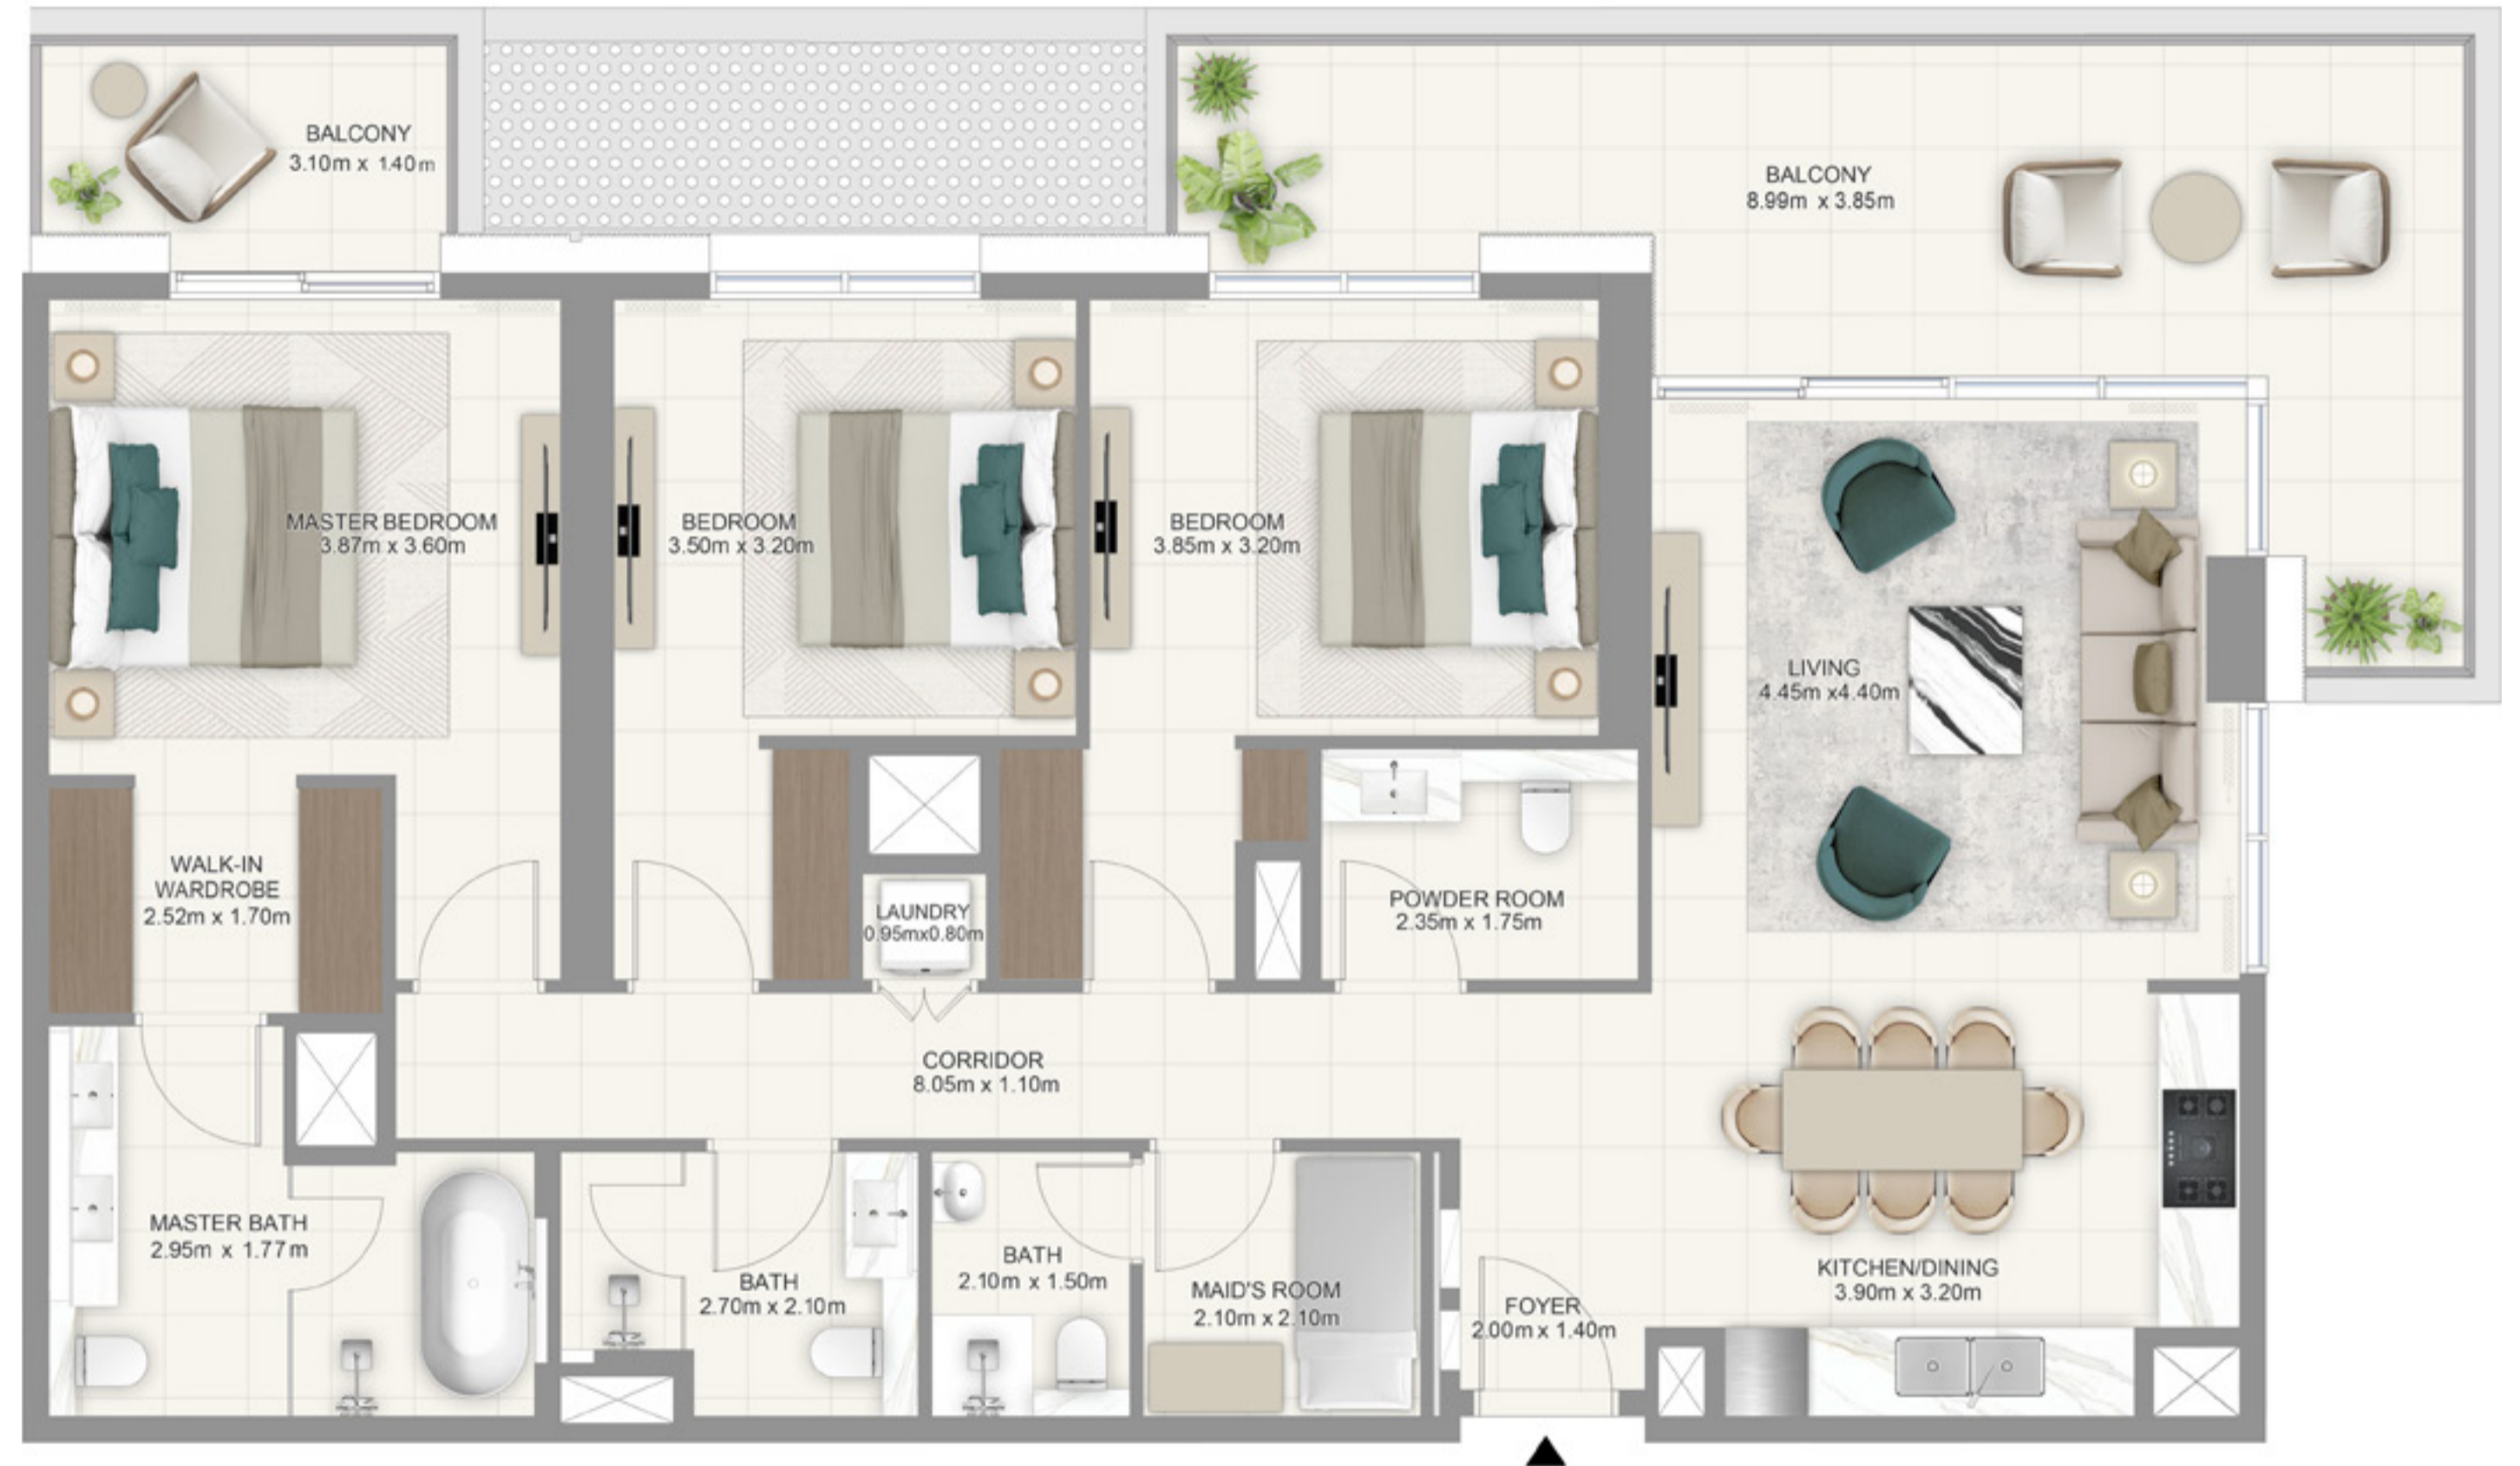 BALCONY
3.10m x 1.40m
BALCONY
8.99m x 3.85m
MASTER BEDROOM
3.87m x 3.60m
BEDROOM
3.50m x 3.20m
BEDROOM
3.85m x 3.20m
LIVING
4.45m x4.40m
WALK-IN
WARDROBE
2.52m x 1.70m
LAUNDRY
0.95mx0.80m
POWDER ROOM
2.35m x 1.75m
CORRIDOR
8.05m x 1.10m
MASTER BATH
2.95m x 1.77m
BATH
2.70m x 2.10m
BATH
2.10m x 1.50m
MAID'S ROOM
2.10m x 2.10m
FOYER
2.00m x 1.40m
KITCHEN/DINING
3.90m x 3.20m